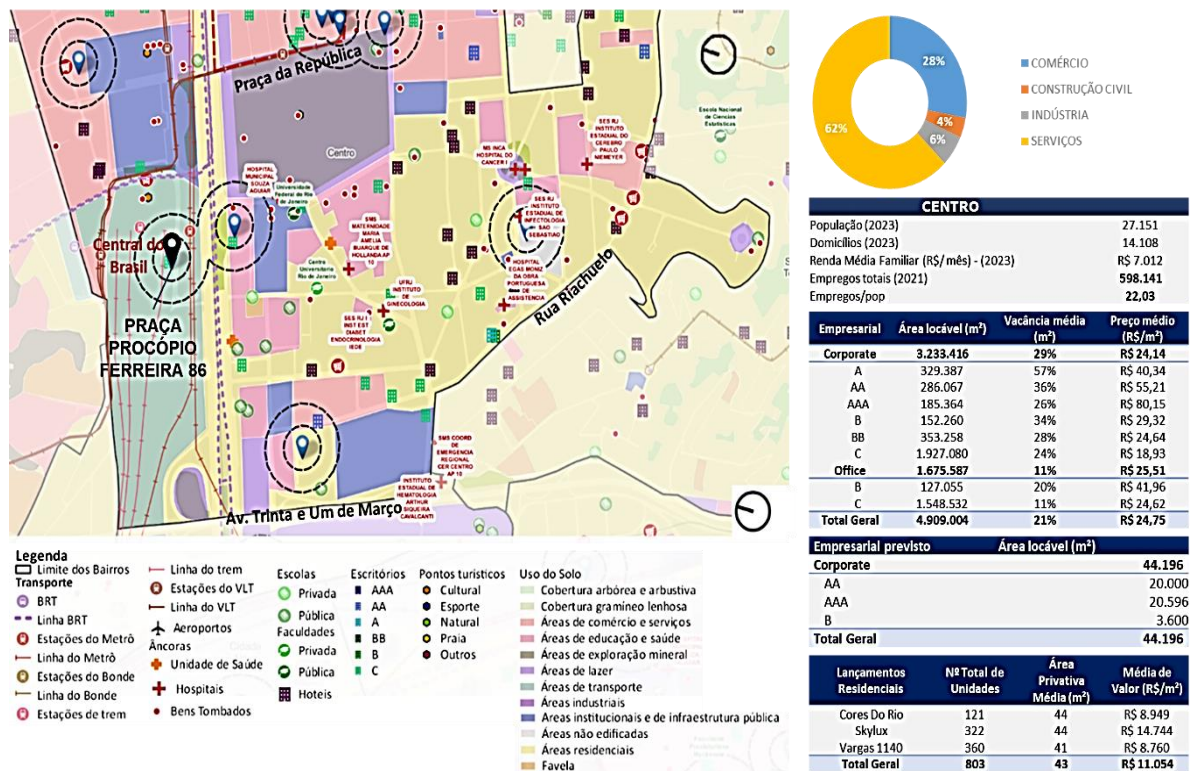 Praça da República
Centro
Escola Nacional
de Ciencias
Estatísticas
SES RJ
INSTITUTO
ESTADUAL DO
CEREBRO
PAULO
NIEMEYER
MS INCA
HOSPITAL DO
CANCER I
HOSPITAL
MUNICIPAL
SOUZA
AGUIAR
Universidade
Federal do Rio
de Janeiro
SMS
MATERNIDADE
MARIA
AMELIA
BUARQUE DE
HOLLANDA AP
10
SES RJ
INSTITUTO
ESTADUAL DE
INFECTOLOGIA
SAO
SEBASTIAO
Central do
Brasil
Centro
Universitário
Rio de Janeiro
HOSPITAL
EGAS MONIZ
DA OBRA
PORTUGUESA
DE
ASSISTENCIA
UFRJ
INSTITUTO
DE
GINECOLOGIA
SES RJ I
INST EST
DIABET
ENDOCRINOLOGIA
IEDE
Rua Riachuelo
PRAÇA
PROCÓPIO
FERREIRA 86
SMS COORD
DE
EMERGENCIA
REGIONAL
CER CENTRO
AP 10
INSTITUTO
ESTADUAL DE
HEMATOLOGIA
ARTHUR
SIQUEIRA
CAVALCANTI
Av. Trinta e Um de Março
Legenda
Limite dos Bairros
Transporte
BRT
Linha BRT
Estações do Metrô
Linha do Metrô
Estações do Bonde
Linha do Bonde
Estações de trem
Linha do trem
Estações do VLT
Linha do VLT
Aeroportos
Âncoras
Unidade de Saúde
Hospitais
Bens Tombados
Escolas
Privada
Pública
Faculdades
Privada
Pública
Hoteis
Escritórios
AAA
AA
A
BB
B
C
Pontos turísticos
Cultural
Esporte
Natural
Praia
Outros
Uso do Solo
Cobertura arbórea e arbustiva
Cobertura gramíneo lenhosa
Áreas de comércio e serviços
Áreas de educação e saúde
Áreas de exploração mineral
Áreas de lazer
Áreas de transporte
Áreas industriais
Áreas institucionais e de infraestrutura pública
Áreas não edificadas
Áreas residenciais
Favela
28%
4%
6%
62%
COMÉRCIO
CONSTRUÇÃO CIVIL
INDÚSTRIA
SERVIÇOS
CENTRO
População (2023) 27.151
Domicílios (2023) 14.108
Renda Média Familiar (R$/mês) - (2023) R$ 7.012
Empregos totais (2021) 598.141
Empregos/pop 22,03
Empresarial Área locável (m²) Vacância média (m²) Preço médio (R$/m²)
Corporate 3.233.416 29% R$ 24,14
A 329.387 57% R$ 40,34
AA 286.067 36% R$ 55,21
AAA 185.364 26% R$ 80,15
B 152.260 34% R$ 29,32
BB 353.258 28% R$ 24,64
C 1.927.080 24% R$ 18,93
Office 1.675.587 11% R$ 25,51
B 127.055 20% R$ 41,96
C 1.548.532 11% R$ 24,62
Total Geral 4.909.004 21% R$ 24,75
Empresarial previsto Área locável (m²)
Corporate 44.196
AA 20.000
AAA 20.596
B 3.600
Total Geral 44.196
Lançamentos Residenciais Nº Total de Unidades Área Privativa Média (m²) Média de Valor (R$/m²)
Cores Do Rio 121 44 R$ 8.949
Skylux 322 44 R$ 14.744
Vargas 1140 360 41 R$ 8.760
Total Geral 803 43 R$ 11.054